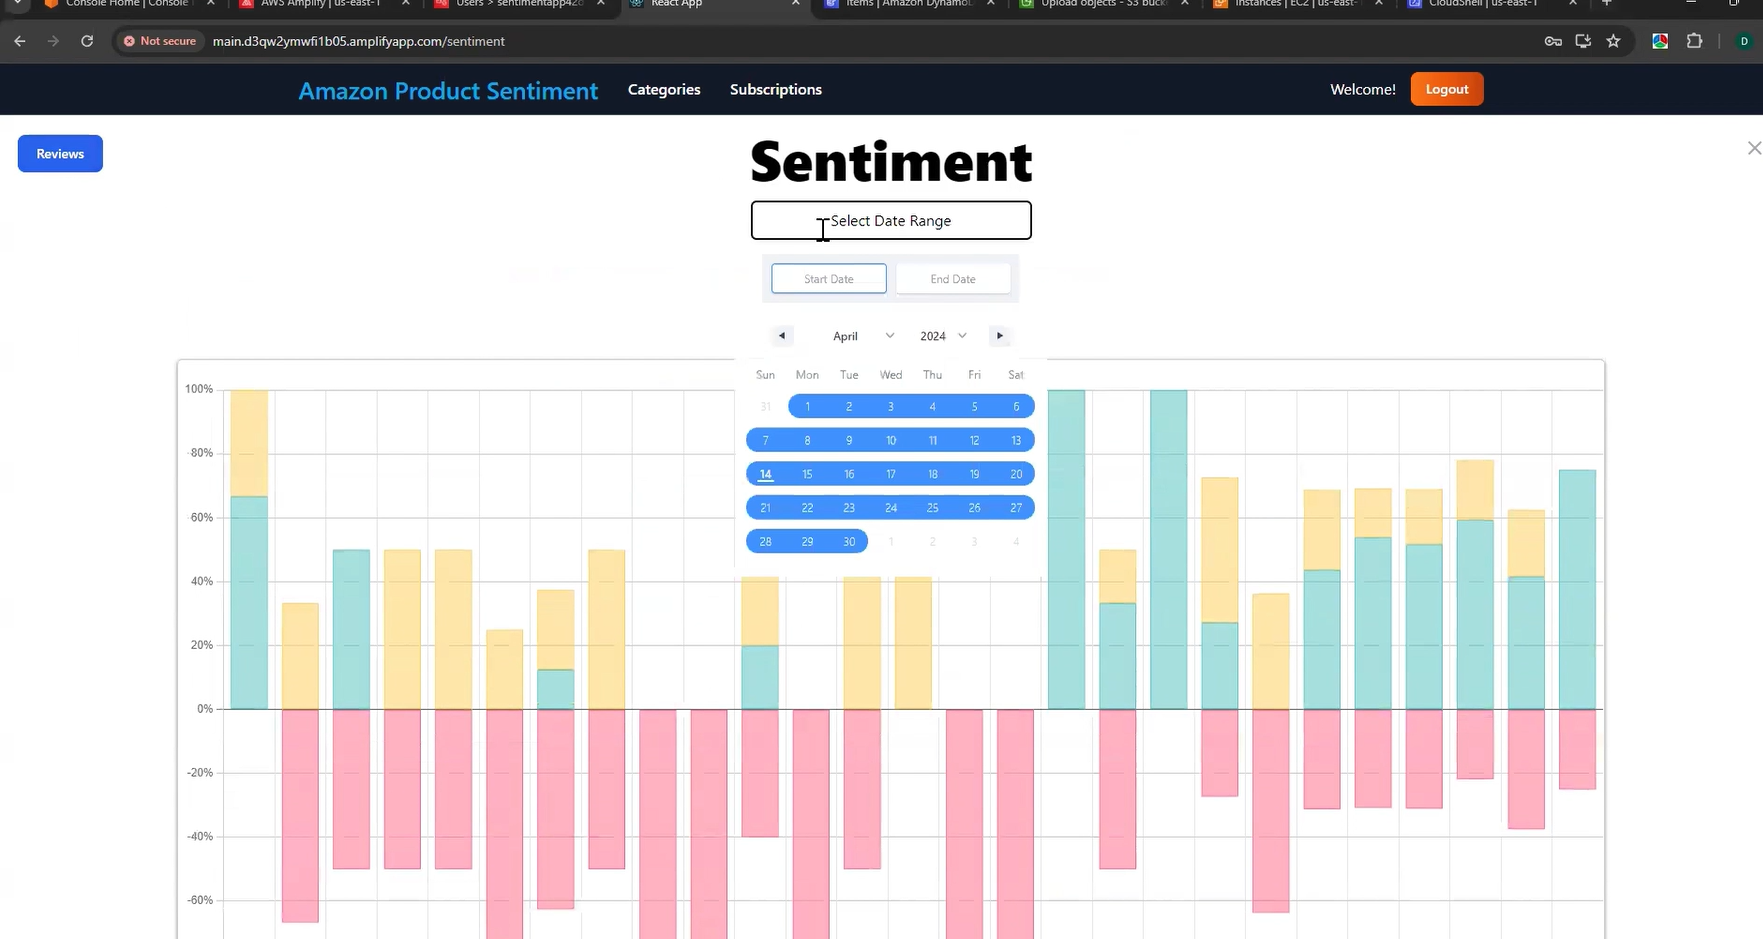 Console Home | Console
AWS Amplify | us-east-1
Users > sentimentapp420
React App
Items | Amazon Dynamo
Upload objects - S3 buck
Instances | EC2 | us-east-
CloudShell | us-east-1
Not secure
main.d3qw2ymwfi1b05.amplifyapp.com/sentiment
D
Amazon Product Sentiment
Categories
Subscriptions
Welcome!
Logout
Reviews
Sentiment
Select Date Range
Start Date
End Date
April
2024
Sun Mon Tue Wed Thu Fri Sat
31 1 2 3 4 5 6
7 8 9 10 11 12 13
14 15 16 17 18 19 20
21 22 23 24 25 26 27
28 29 30 1 2 3 4
100%
80%
60%
40%
20%
0%
-20%
-40%
-60%